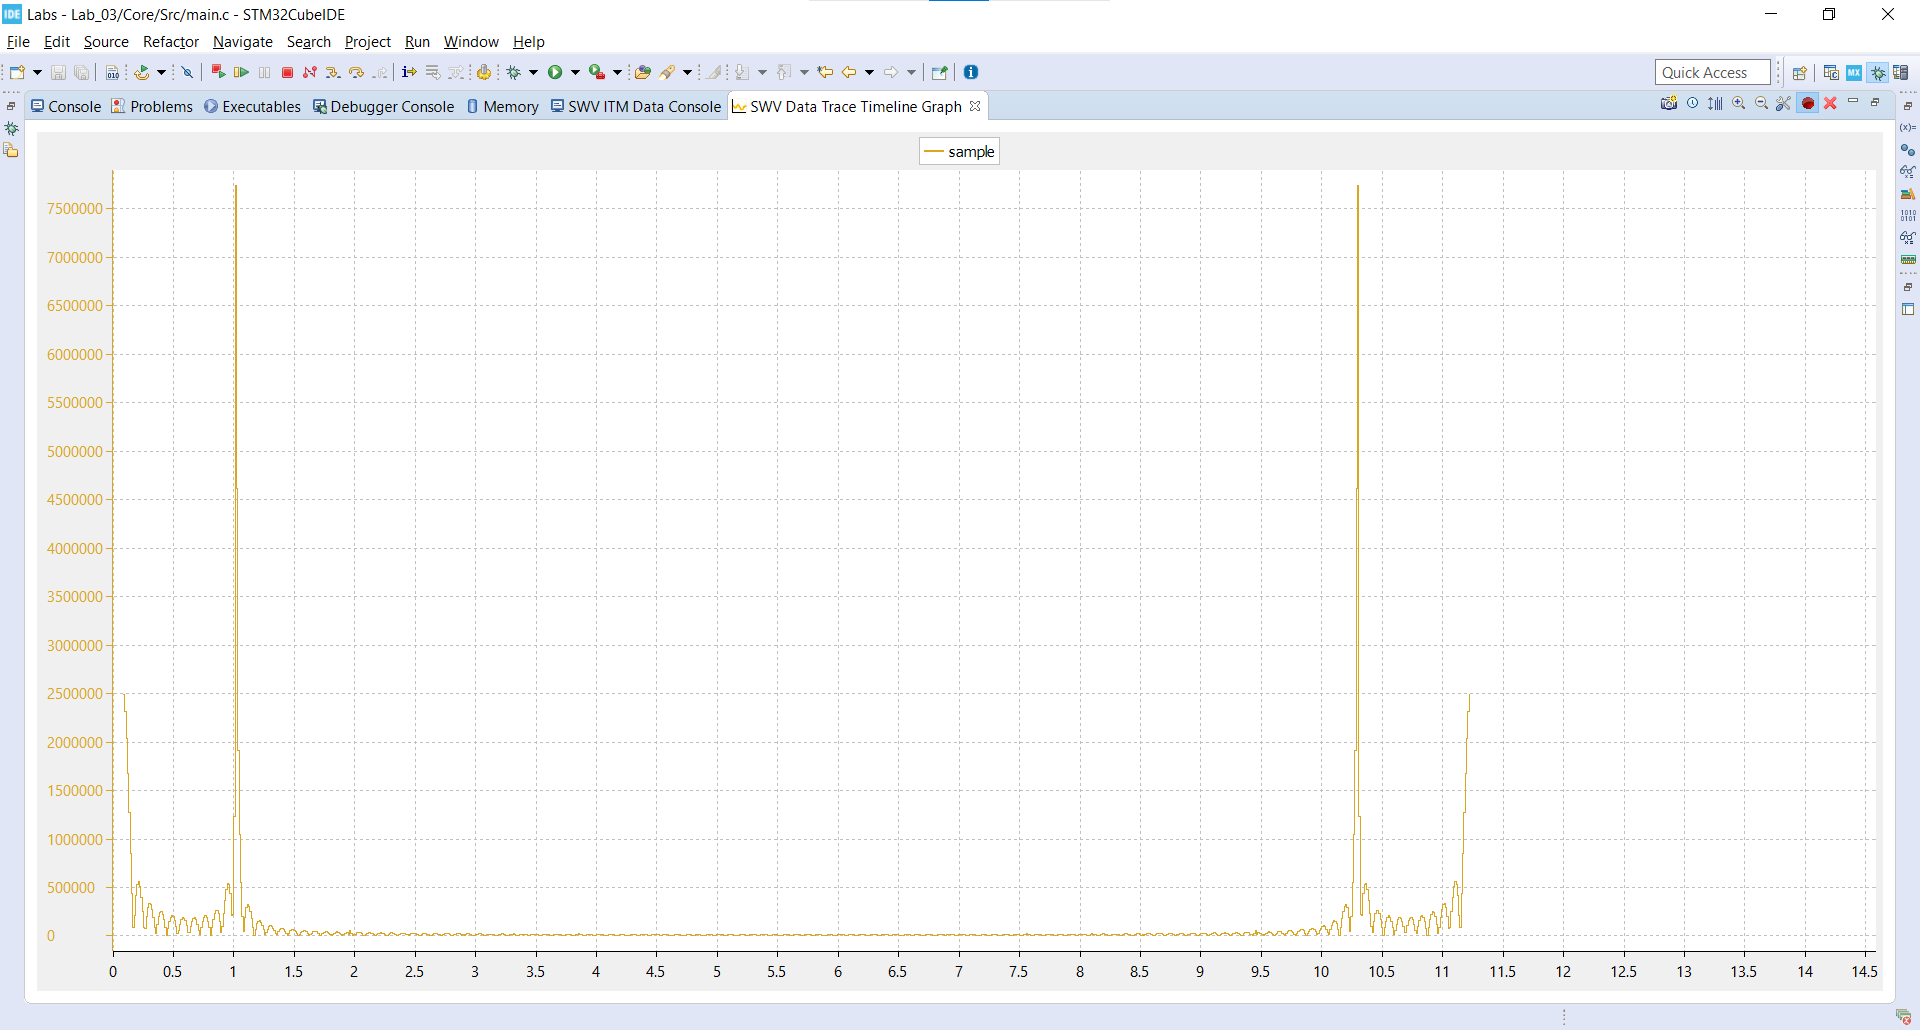 IDE Labs - Lab_03/Core/Src/main.c - STM32CubeIDE
File Edit Source Refactor Navigate Search Project Run Window Help
Quick Access
MX
Console Problems Executables Debugger Console Memory SWV ITM Data Console SWV Data Trace Timeline Graph
(x)=
1010
0101
sample
7500000
7000000
6500000
6000000
5500000
5000000
4500000
4000000
3500000
3000000
2500000
2000000
1500000
1000000
500000
0
0 0.5 1 1.5 2 2.5 3 3.5 4 4.5 5 5.5 6 6.5 7 7.5 8 8.5 9 9.5 10 10.5 11 11.5 12 12.5 13 13.5 14 14.5